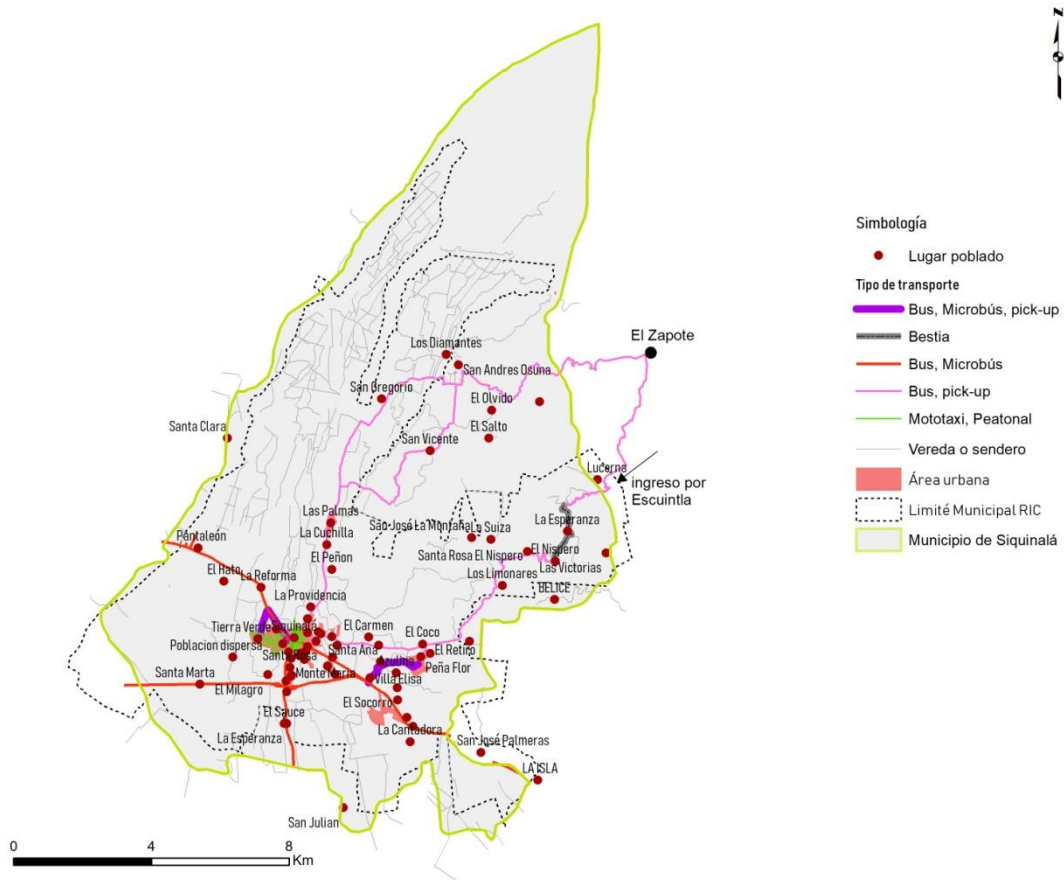 Z
Simbología
Lugar poblado
Tipo de transporte
Bus, Microbús, pick-up
Bestia
Bus, Microbús
Bus, pick-up
Mototaxi, Peatonal
Vereda o sendero
Área urbana
Limité Municipal RIC
Municipio de Siquinalá
El Zapote
Los Diamantes
San Andres Osuna
San Gregorio
El Olvido
Santa Clara
El Salto
San Vicente
Lucerna
ingreso por
Escuintla
Las Palmas
La Esperanza
São José La Montaña
La Suiza
La Cuchilla
Pantaleón
El Nispero
Santa Rosa El Nispero
El Peñon
Las Victorias
El Hato
La Reforma
Los Limonares
BELICE
La Providencia
Tierra Verde
Siquinala
El Carmen
El Coco
Poblacion dispersa
Santa Rosa
Santa Ana
El Retiro
Azulina
Peña Flor
Santa Marta
Monte Maria
Villa Elisa
El Milagro
El Socorro
El Sauce
La Cantadora
La Esperanza
San José Palmeras
LA ISLA
San Julian
0
4
8
Km